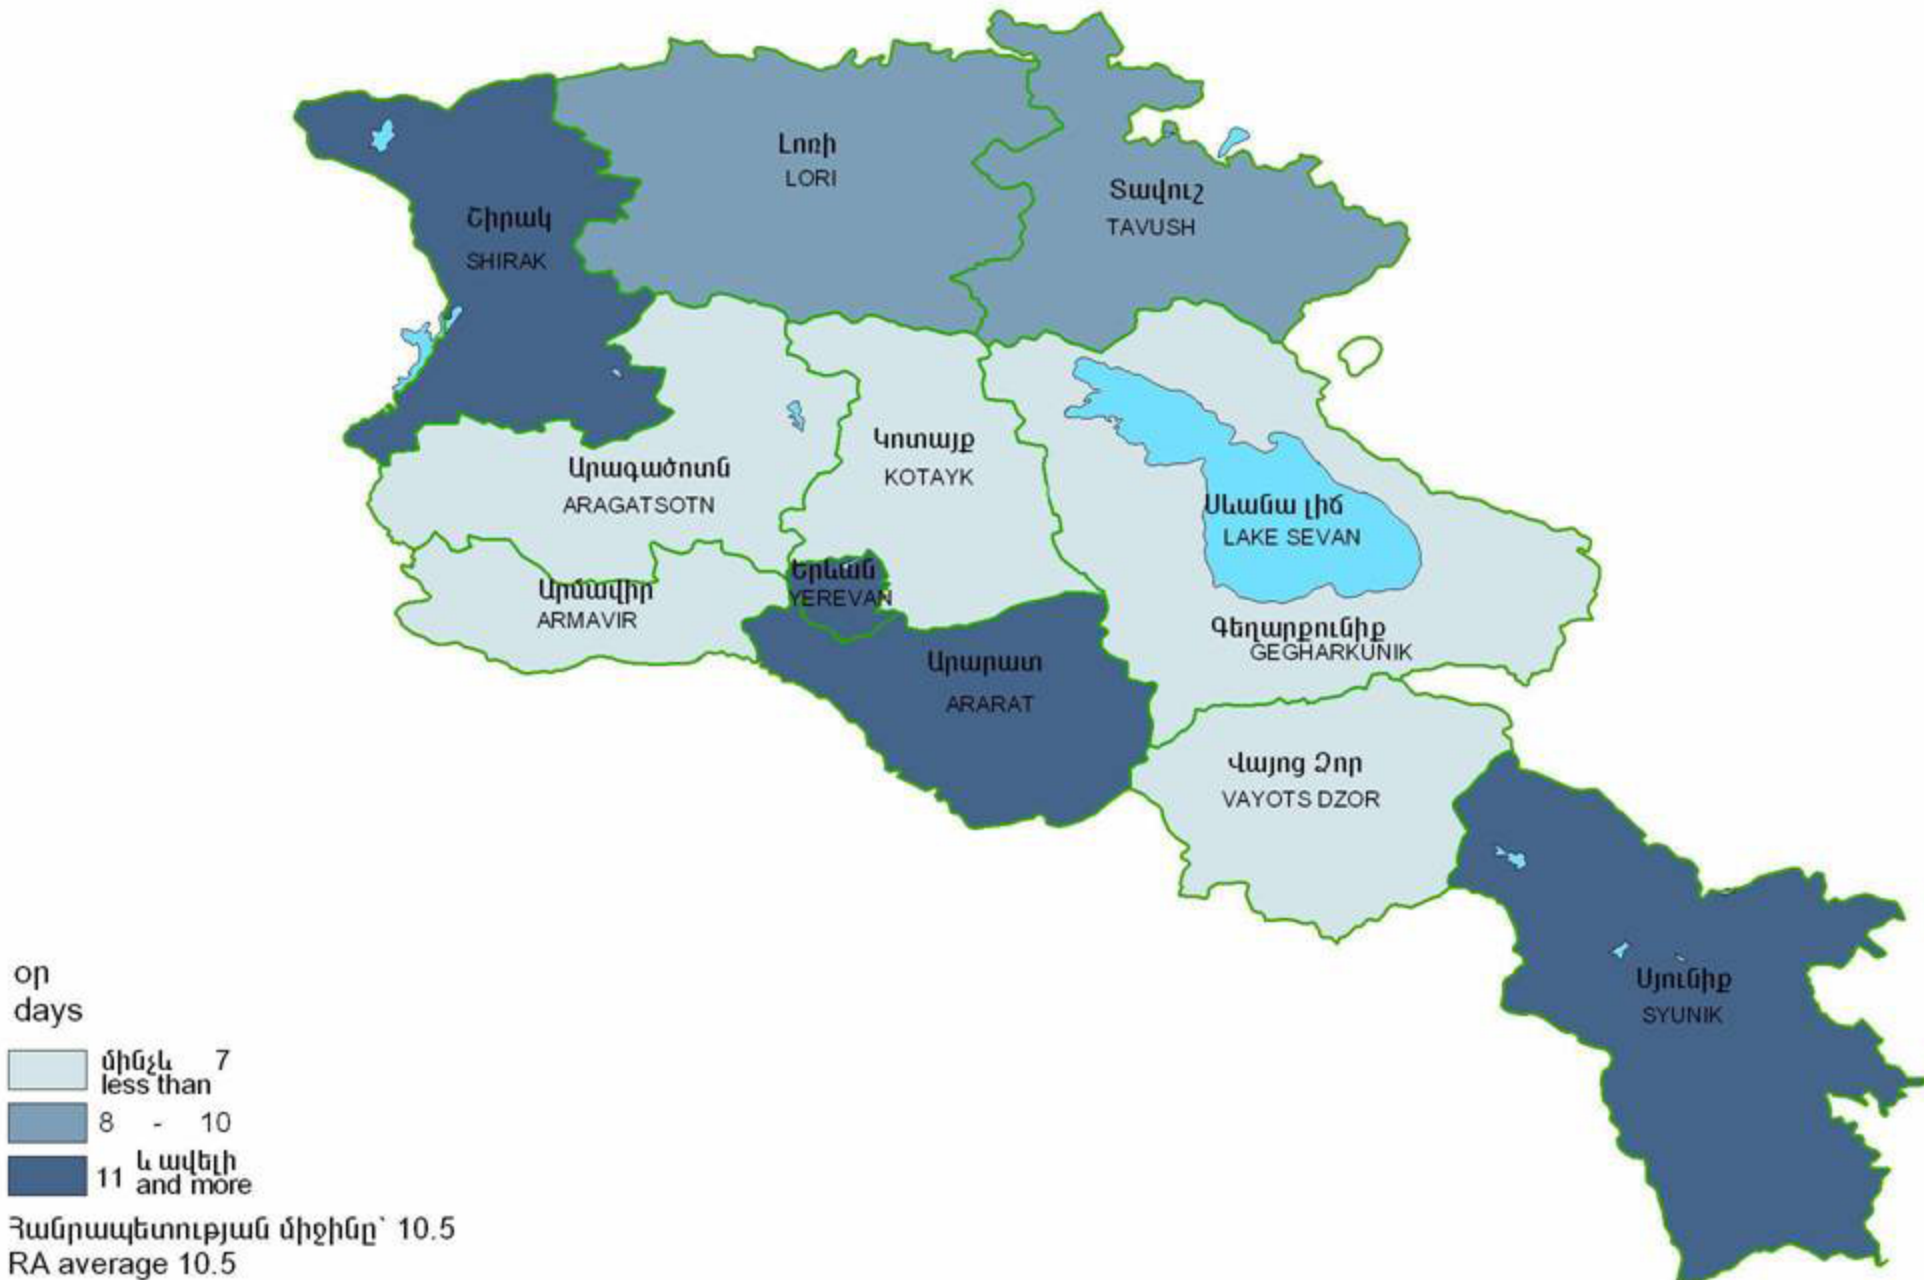 Լոռի
LORI
Տավուշ
TAVUSH
Շիրակ
SHIRAK
Կոտայք
KOTAYK
Արագածոտն
ARAGATSOTN
Սևանա լիճ
LAKE SEVAN
Երևան
YEREVAN
Արմավիր
ARMAVIR
Գեղարքունիք
GEGHARKUNIK
Արարատ
ARARAT
Վայոց Ձոր
VAYOTS DZOR
Սյունիք
SYUNIK
օր
days
մինչև 7
less than
8 - 10
11 և ավելի
and more
Հանրապետության միջինը՝ 10.5
RA average 10.5